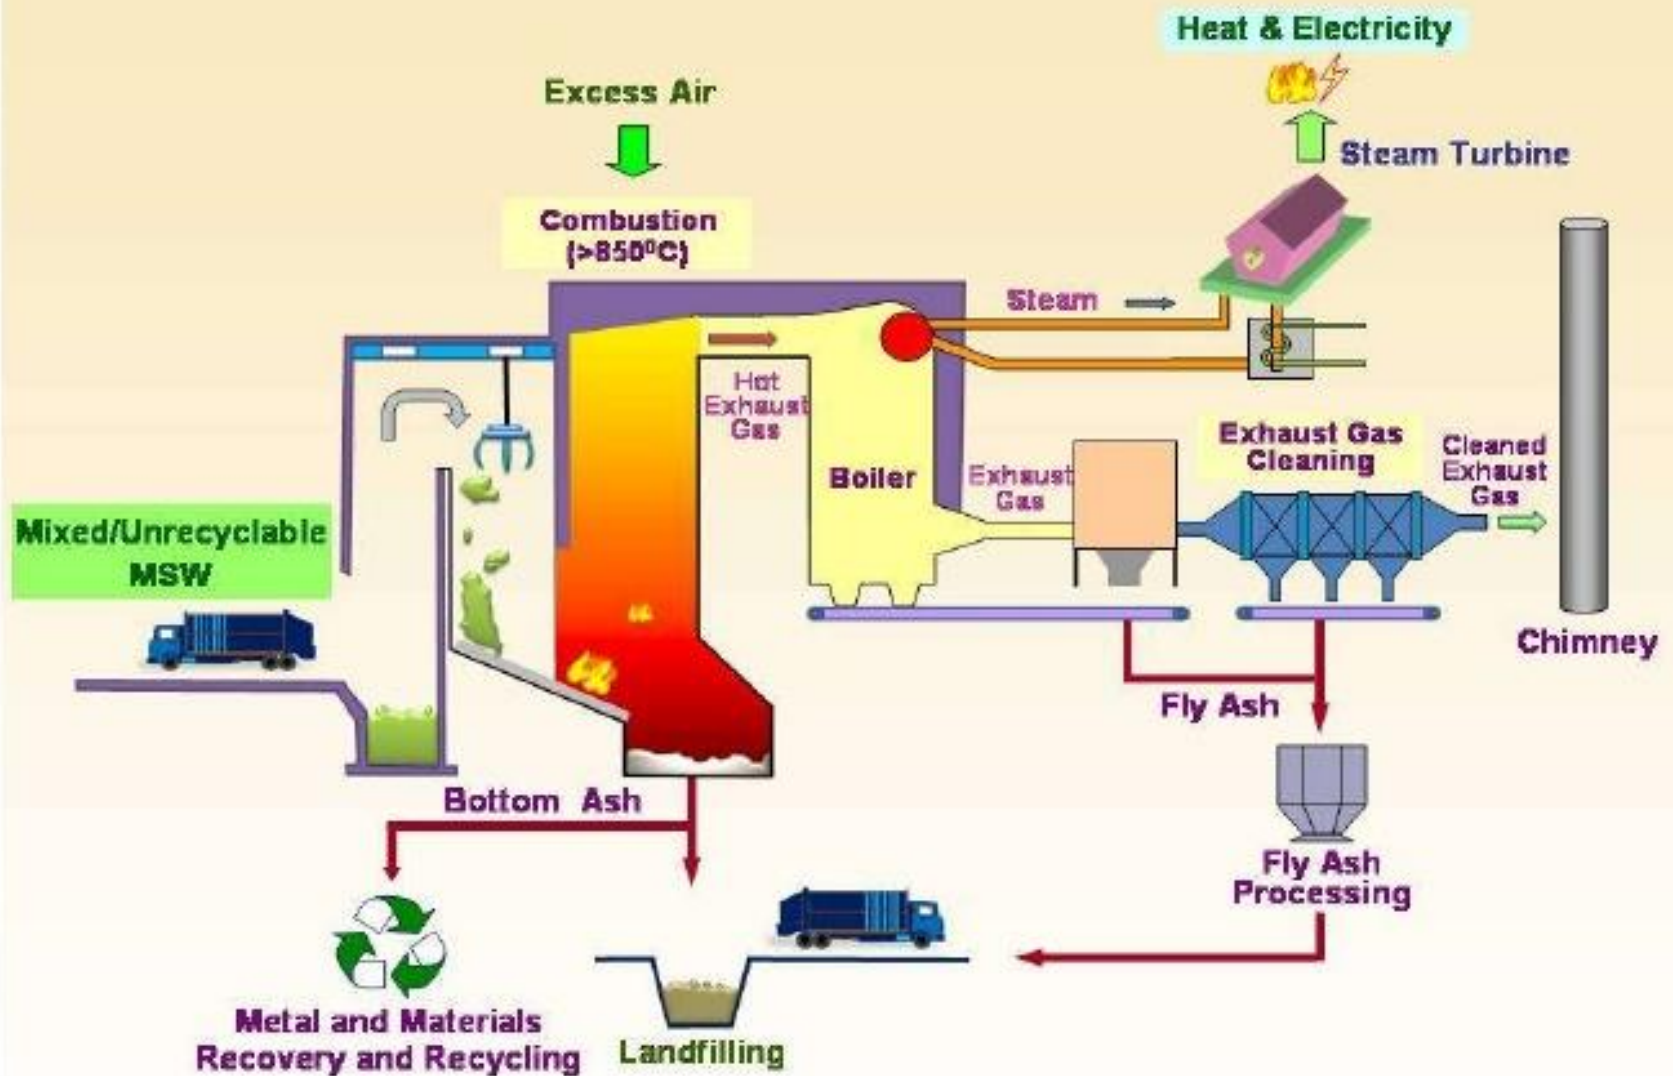 Heat & Electricity
Excess Air
Steam Turbine
Combustion
(>850⁰C)
Steam
Hot
Exhaust
Gas
Exhaust Gas
Cleaning
Cleaned
Exhaust
Gas
Boiler
Exhaust
Gas
Mixed/Unrecyclable
MSW
Chimney
Fly Ash
Bottom Ash
Fly Ash
Processing
Metal and Materials
Recovery and Recycling
Landfilling